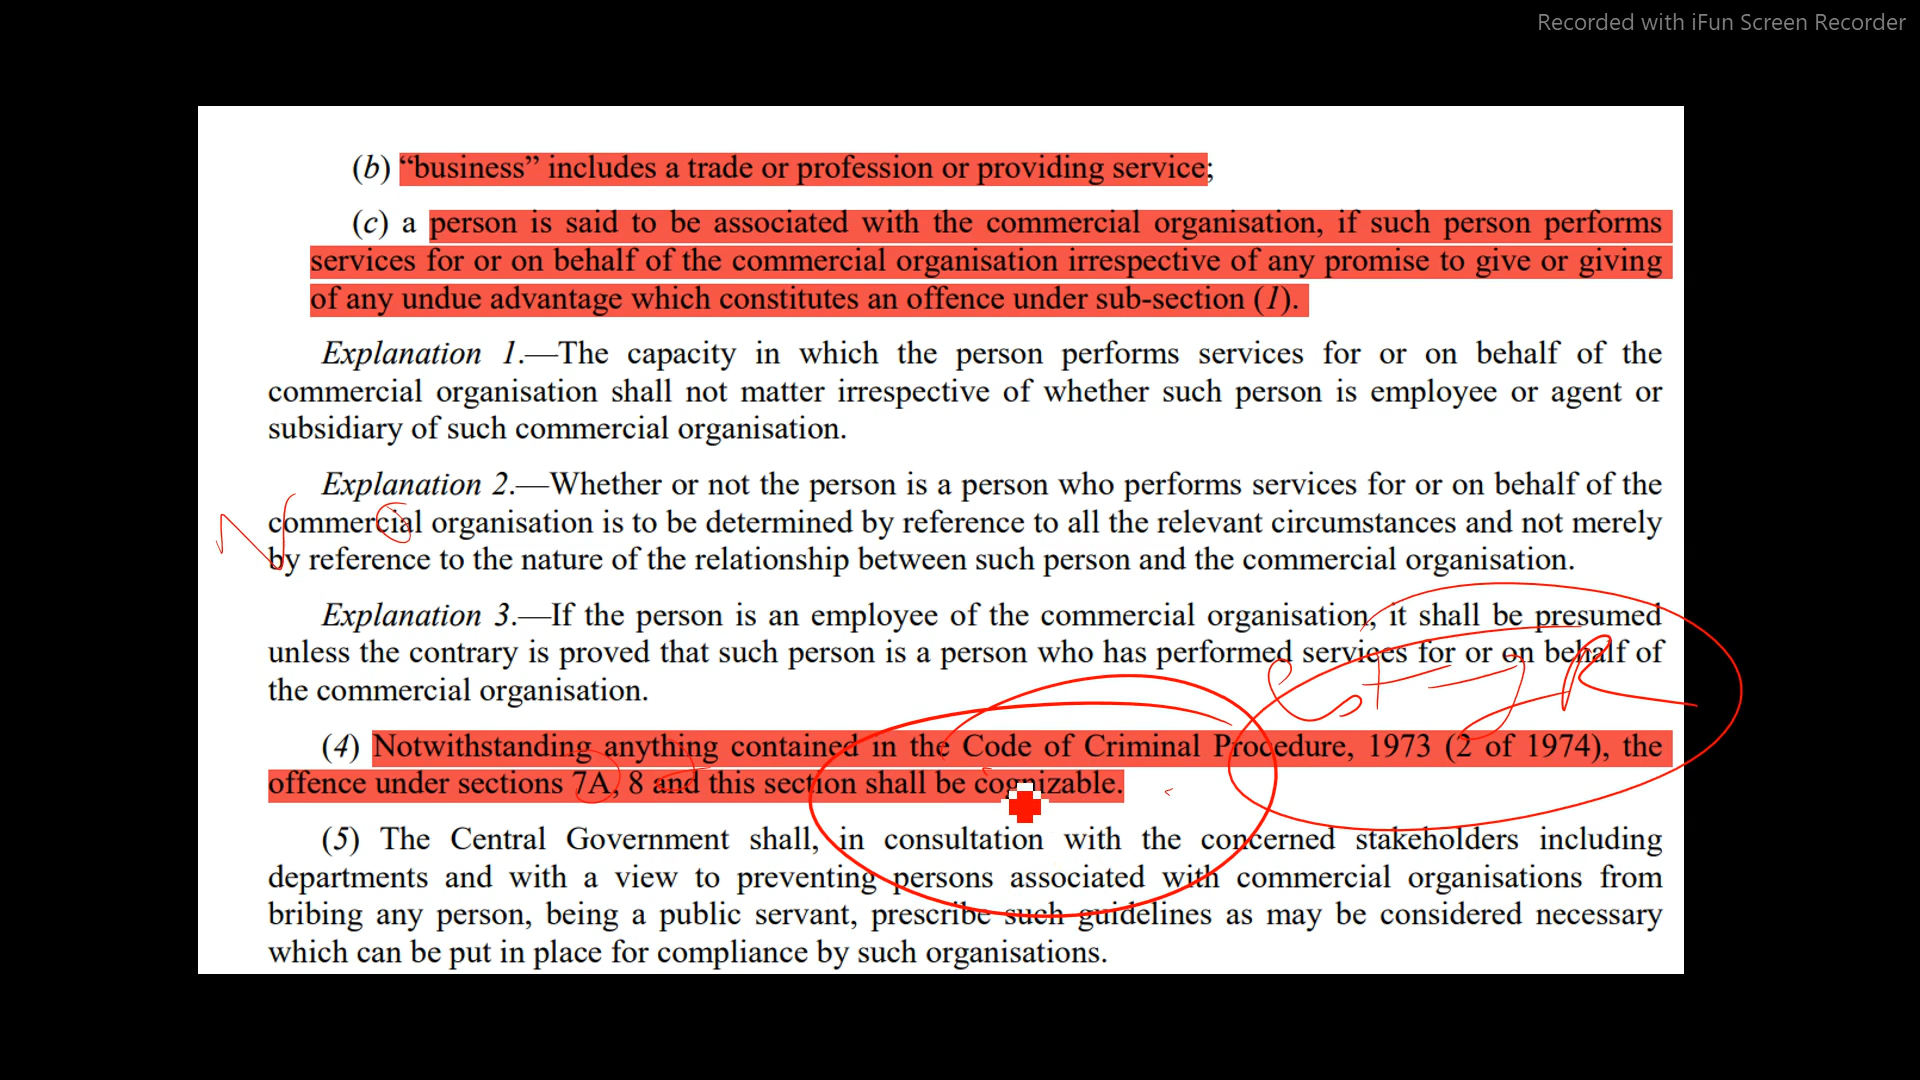 Recorded with iFun Screen Recorder
(b) “business” includes a trade or profession or providing service;
(c) a person is said to be associated with the commercial organisation, if such person performs
services for or on behalf of the commercial organisation irrespective of any promise to give or giving
of any undue advantage which constitutes an offence under sub-section (1).
Explanation 1.—The capacity in which the person performs services for or on behalf of the
commercial organisation shall not matter irrespective of whether such person is employee or agent or
subsidiary of such commercial organisation.
Explanation 2.—Whether or not the person is a person who performs services for or on behalf of the
commercial organisation is to be determined by reference to all the relevant circumstances and not merely
by reference to the nature of the relationship between such person and the commercial organisation.
Explanation 3.—If the person is an employee of the commercial organisation, it shall be presumed
unless the contrary is proved that such person is a person who has performed services for or on behalf of
the commercial organisation.
(4) Notwithstanding anything contained in the Code of Criminal Procedure, 1973 (2 of 1974), the
offence under sections 7A, 8 and this section shall be cognizable.
(5) The Central Government shall, in consultation with the concerned stakeholders including
departments and with a view to preventing persons associated with commercial organisations from
bribing any person, being a public servant, prescribe such guidelines as may be considered necessary
which can be put in place for compliance by such organisations.